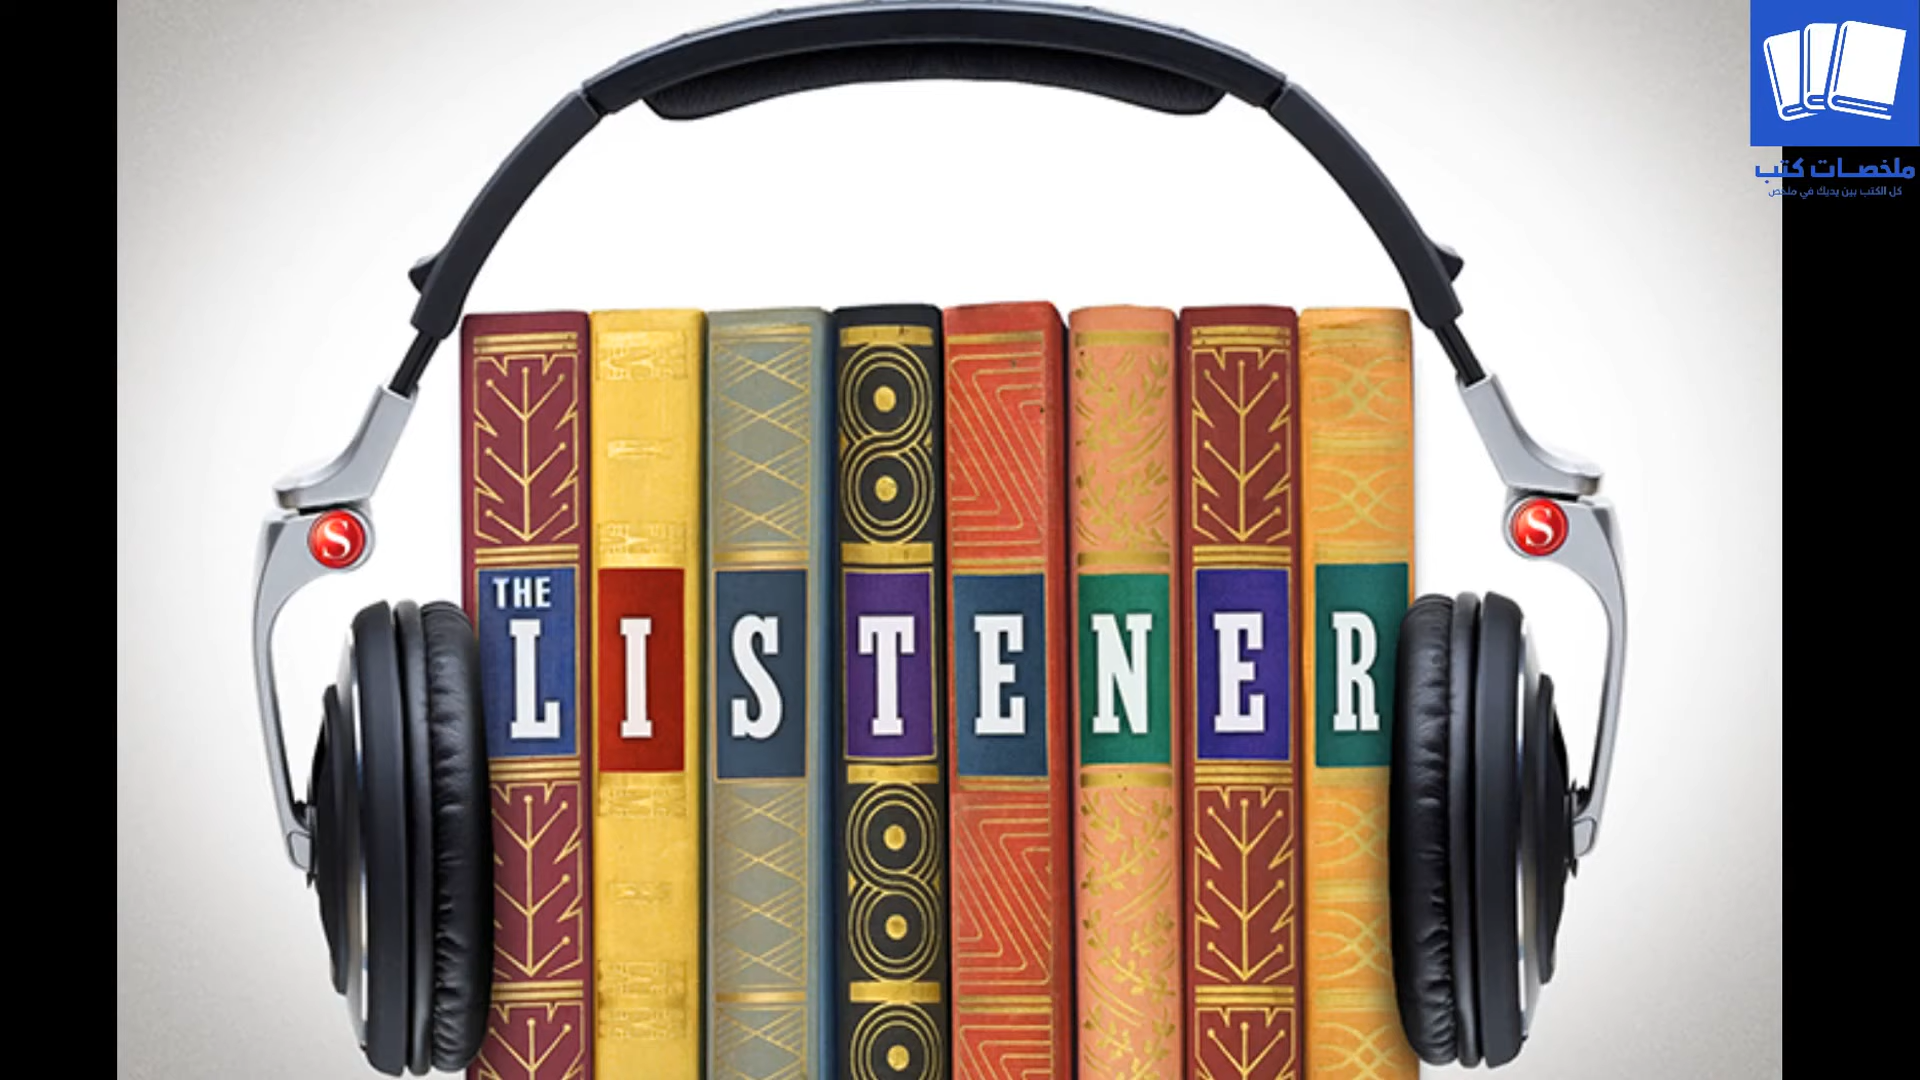 ملخصات كتب
كل الكتب بين يديك في ملخص
S
S
THE
LISTENER